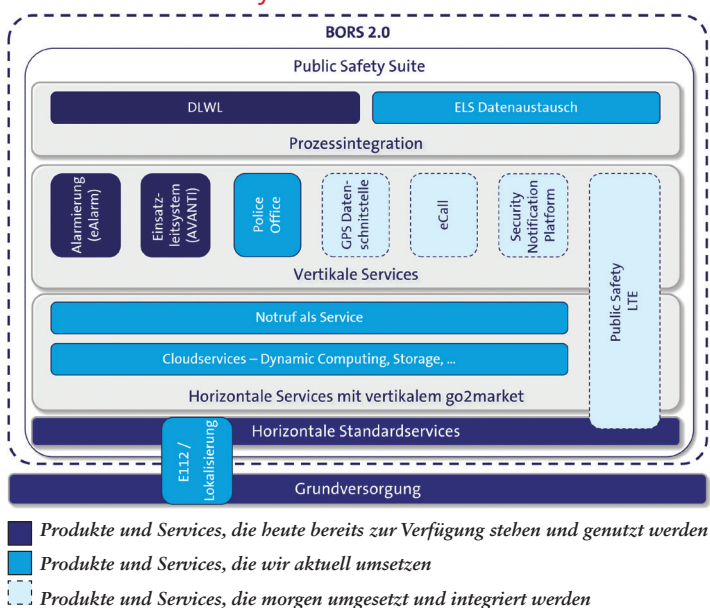 BORS 2.0
Public Safety Suite
DLWL
ELS Datenaustausch
Prozessintegration
Alarmierung
(eAlarm)
Einsatz-
leitsystem
(AVANTI)
Police
Office
GPS Daten-
schnitstelle
eCall
Security
Notification
Platform
Public Safety
LTE
Vertikale Services
Notruf als Service
Cloudservices – Dynamic Computing, Storage, ...
Horizontale Services mit vertikalem go2market
Horizontale Standardservices
E112 /
Lokalisierung
Grundversorgung
Produkte und Services, die heute bereits zur Verfügung stehen und genutzt werden
Produkte und Services, die wir aktuell umsetzen
Produkte und Services, die morgen umgesetzt und integriert werden